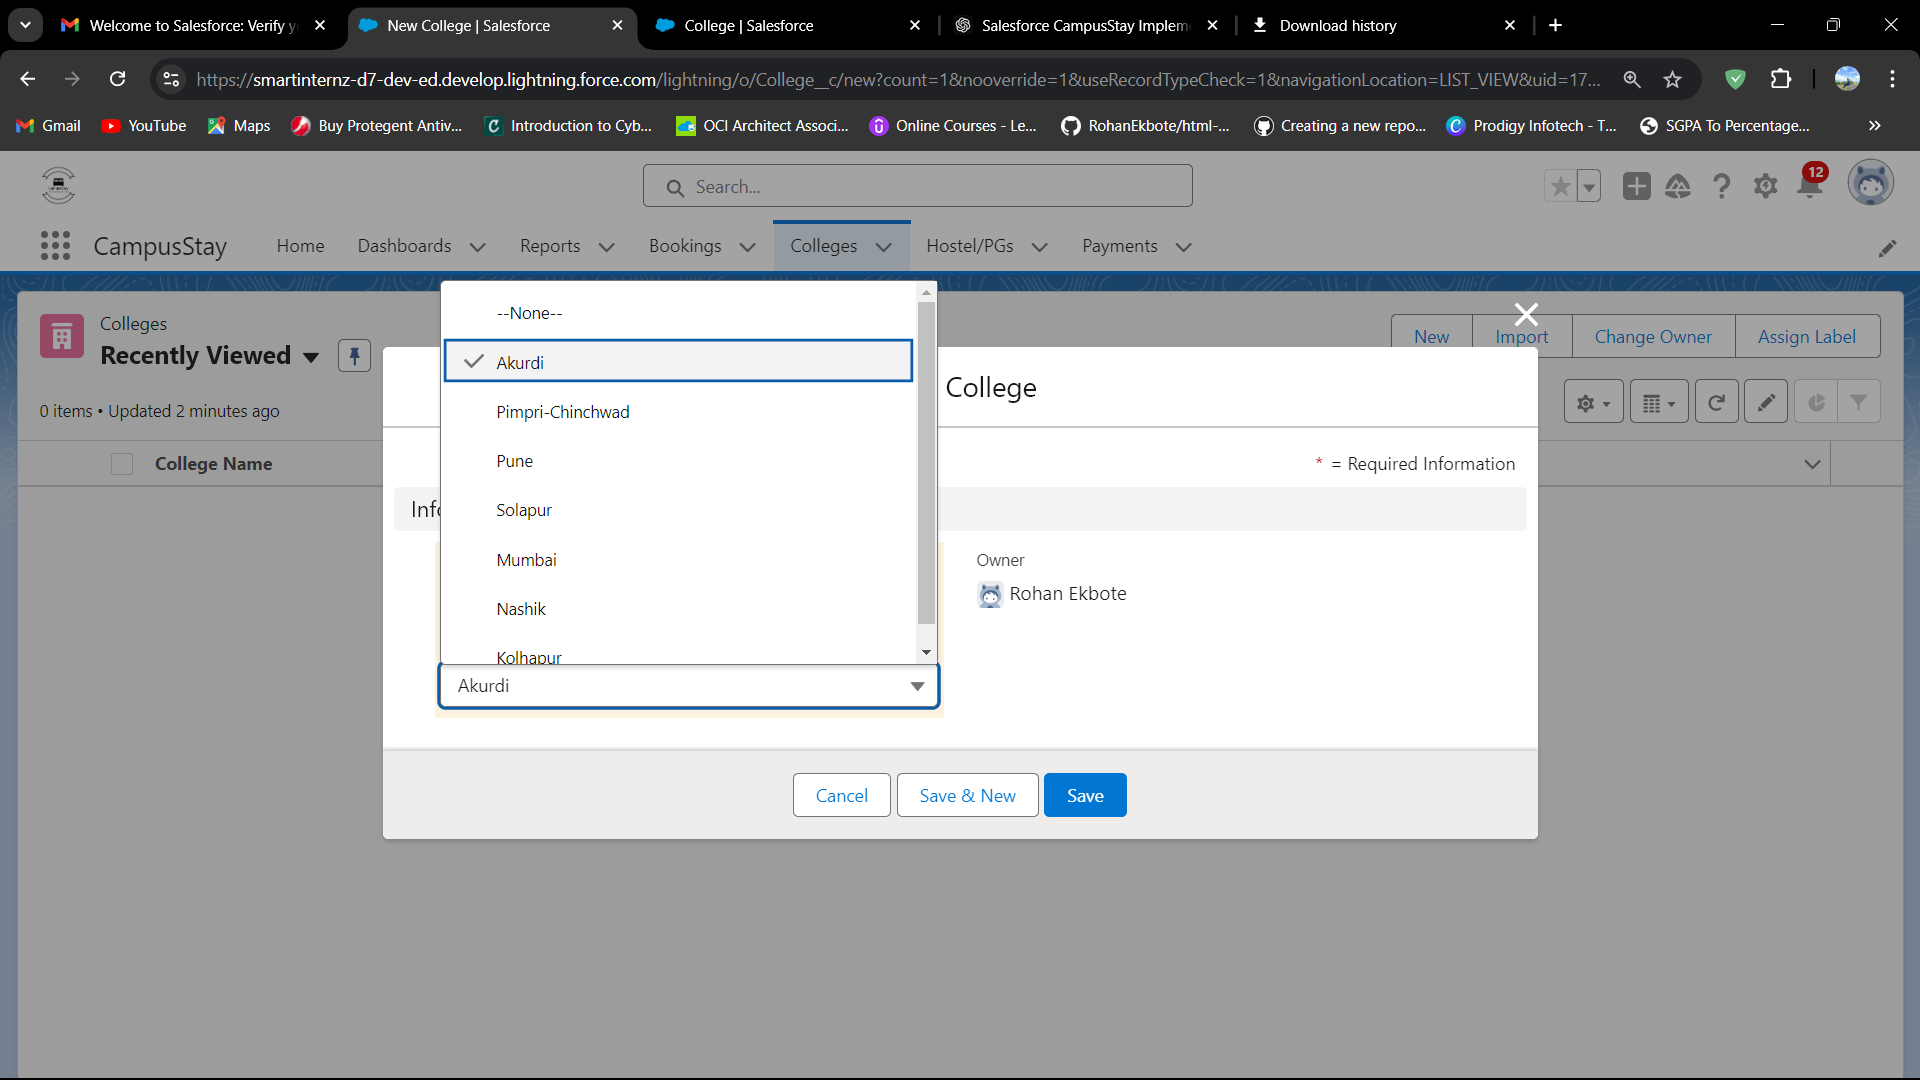 Welcome to Salesforce: Verify y
New College | Salesforce
College | Salesforce
Salesforce CampusStay Implem
Download history
https://smartinternz-d7-dev-ed.develop.lightning.force.com/lightning/o/College__c/new?count=1&nooverride=1&useRecordTypeCheck=1&navigationLocation=LIST_VIEW&uid=17...
Gmail
YouTube
Maps
Buy Protegent Antiv...
Introduction to Cyb...
OCI Architect Associ...
Online Courses - Le...
RohanEkbote/html-...
Creating a new repo...
Prodigy Infotech - T...
SGPA To Percentage...
Search...
12
CampusStay
Home
Dashboards
Reports
Bookings
Colleges
Hostel/PGs
Payments
Colleges
Recently Viewed
New
Import
Change Owner
Assign Label
0 items • Updated 2 minutes ago
College Name
College
* = Required Information
Info
--None--
Akurdi
Pimpri-Chinchwad
Pune
Solapur
Mumbai
Nashik
Kolhapur
Akurdi
Owner
Rohan Ekbote
Cancel
Save & New
Save